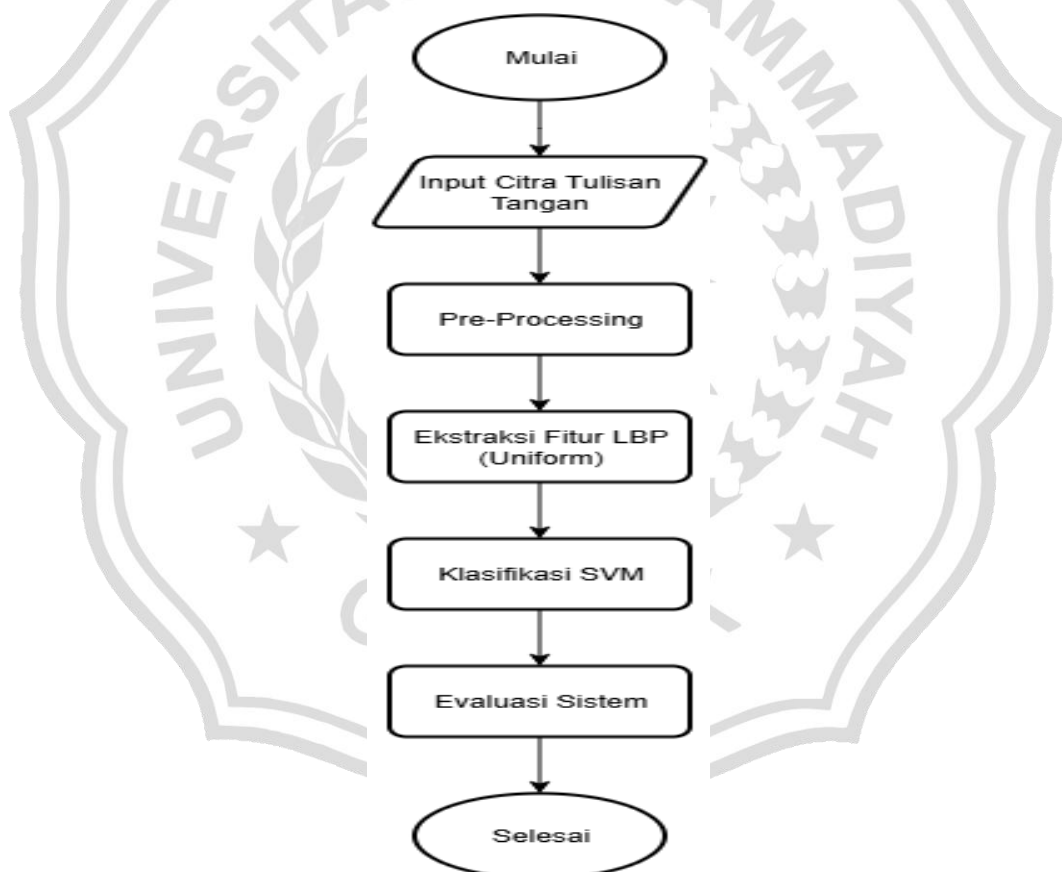 Mulai
Input Citra Tulisan
Tangan
Pre-Processing
Ekstraksi Fitur LBP
(Uniform)
Klasifikasi SVM
Evaluasi Sistem
Selesai